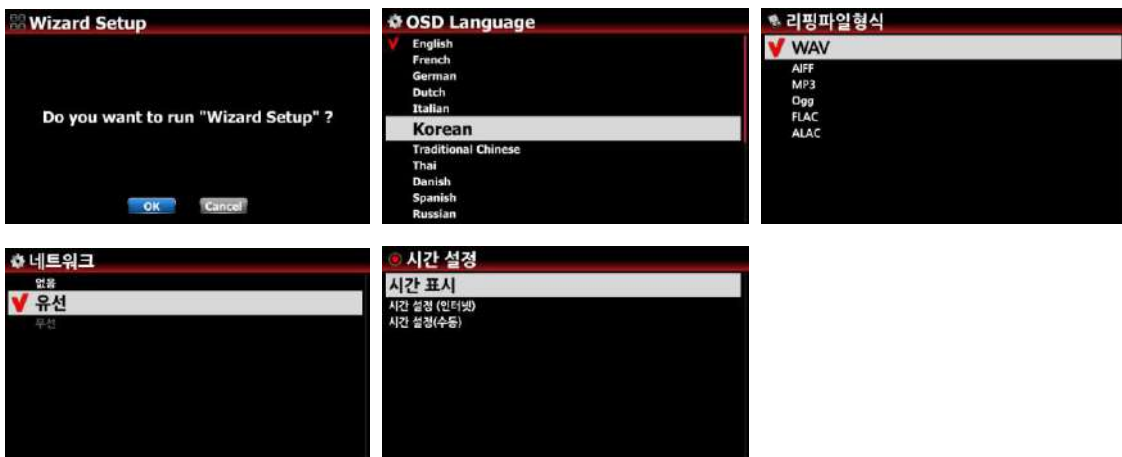 Wizard Setup
Do you want to run "Wizard Setup" ?
OK
Cancel
OSD Language
English
French
German
Dutch
Italian
Korean
Traditional Chinese
Thai
Danish
Spanish
Russian
리핑파일형식
WAV
AIFF
MP3
Ogg
FLAC
ALAC
네트워크
없음
유선
무선
시간 설정
시간 표시
시간 설정 (인터넷)
시간 설정(수동)